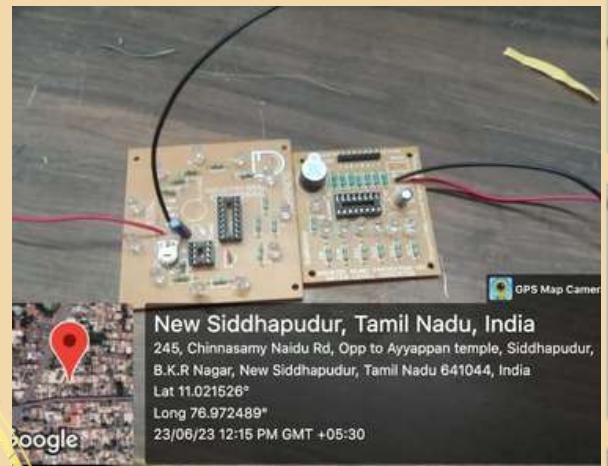 D
GPS Map Camer
New Siddhapudur, Tamil Nadu, India
245, Chinnasamy Naidu Rd, Opp to Ayyappan temple, Siddhapudur,
B.K.R Nagar, New Siddhapudur, Tamil Nadu 641044, India
Lat 11.021526°
Long 76.972489°
23/06/23 12:15 PM GMT +05:30
Google